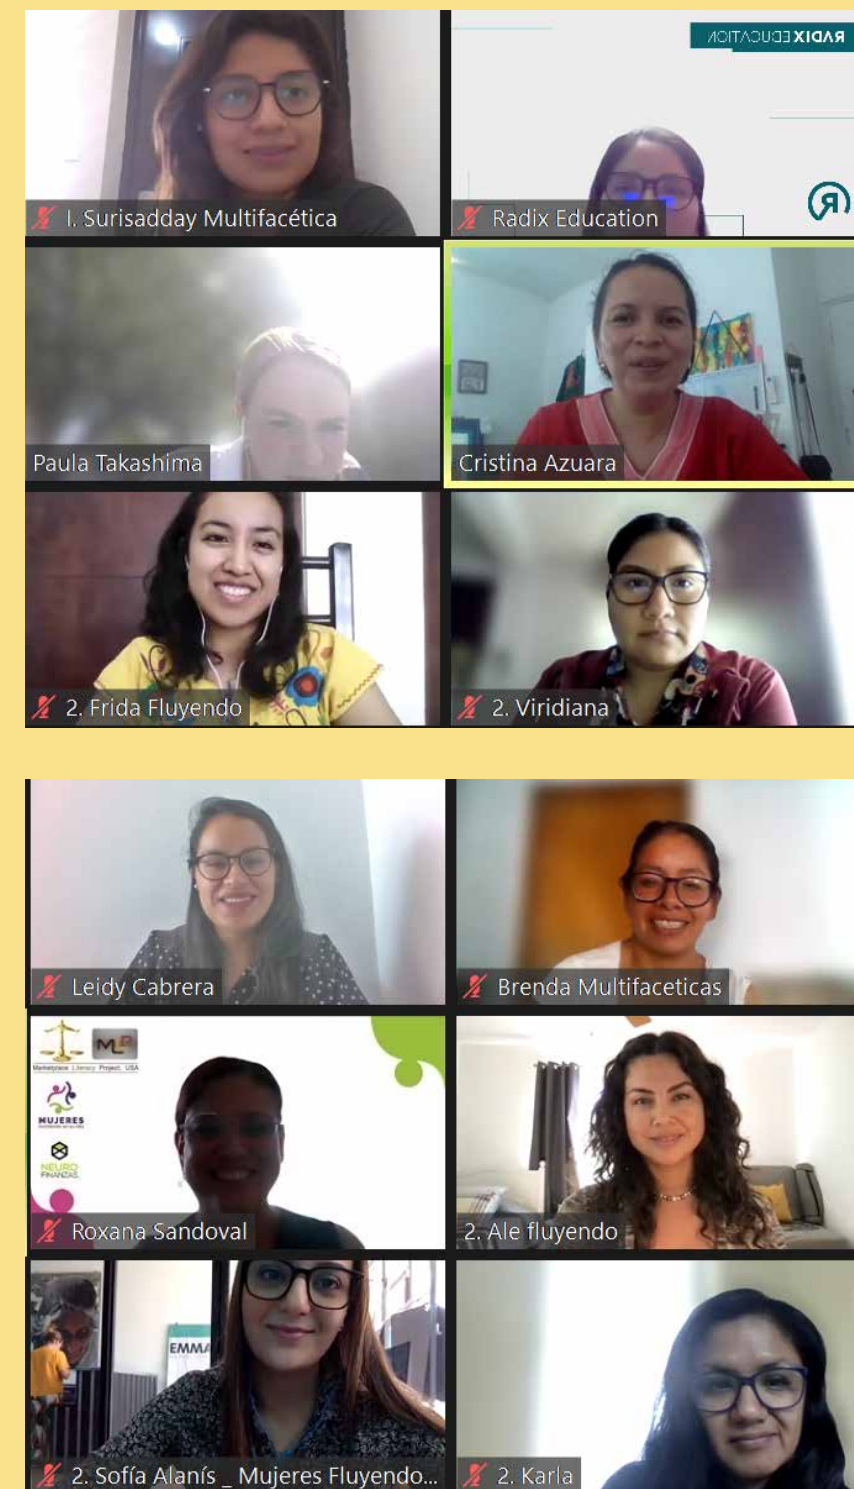 RADIX EDUCATION
I. Surisadday Multifacética
Radix Education
Paula Takashima
Cristina Azuara
2. Frida Fluyendo
2. Viridiana
Leidy Cabrera
Brenda Multifaceticas
MLP
Marketplace Literacy Project, USA
MUJERES
NEURO
FINANZAS
Roxana Sandoval
2. Ale fluyendo
EMMA
2. Sofía Alanís _ Mujeres Fluyendo...
2. Karla